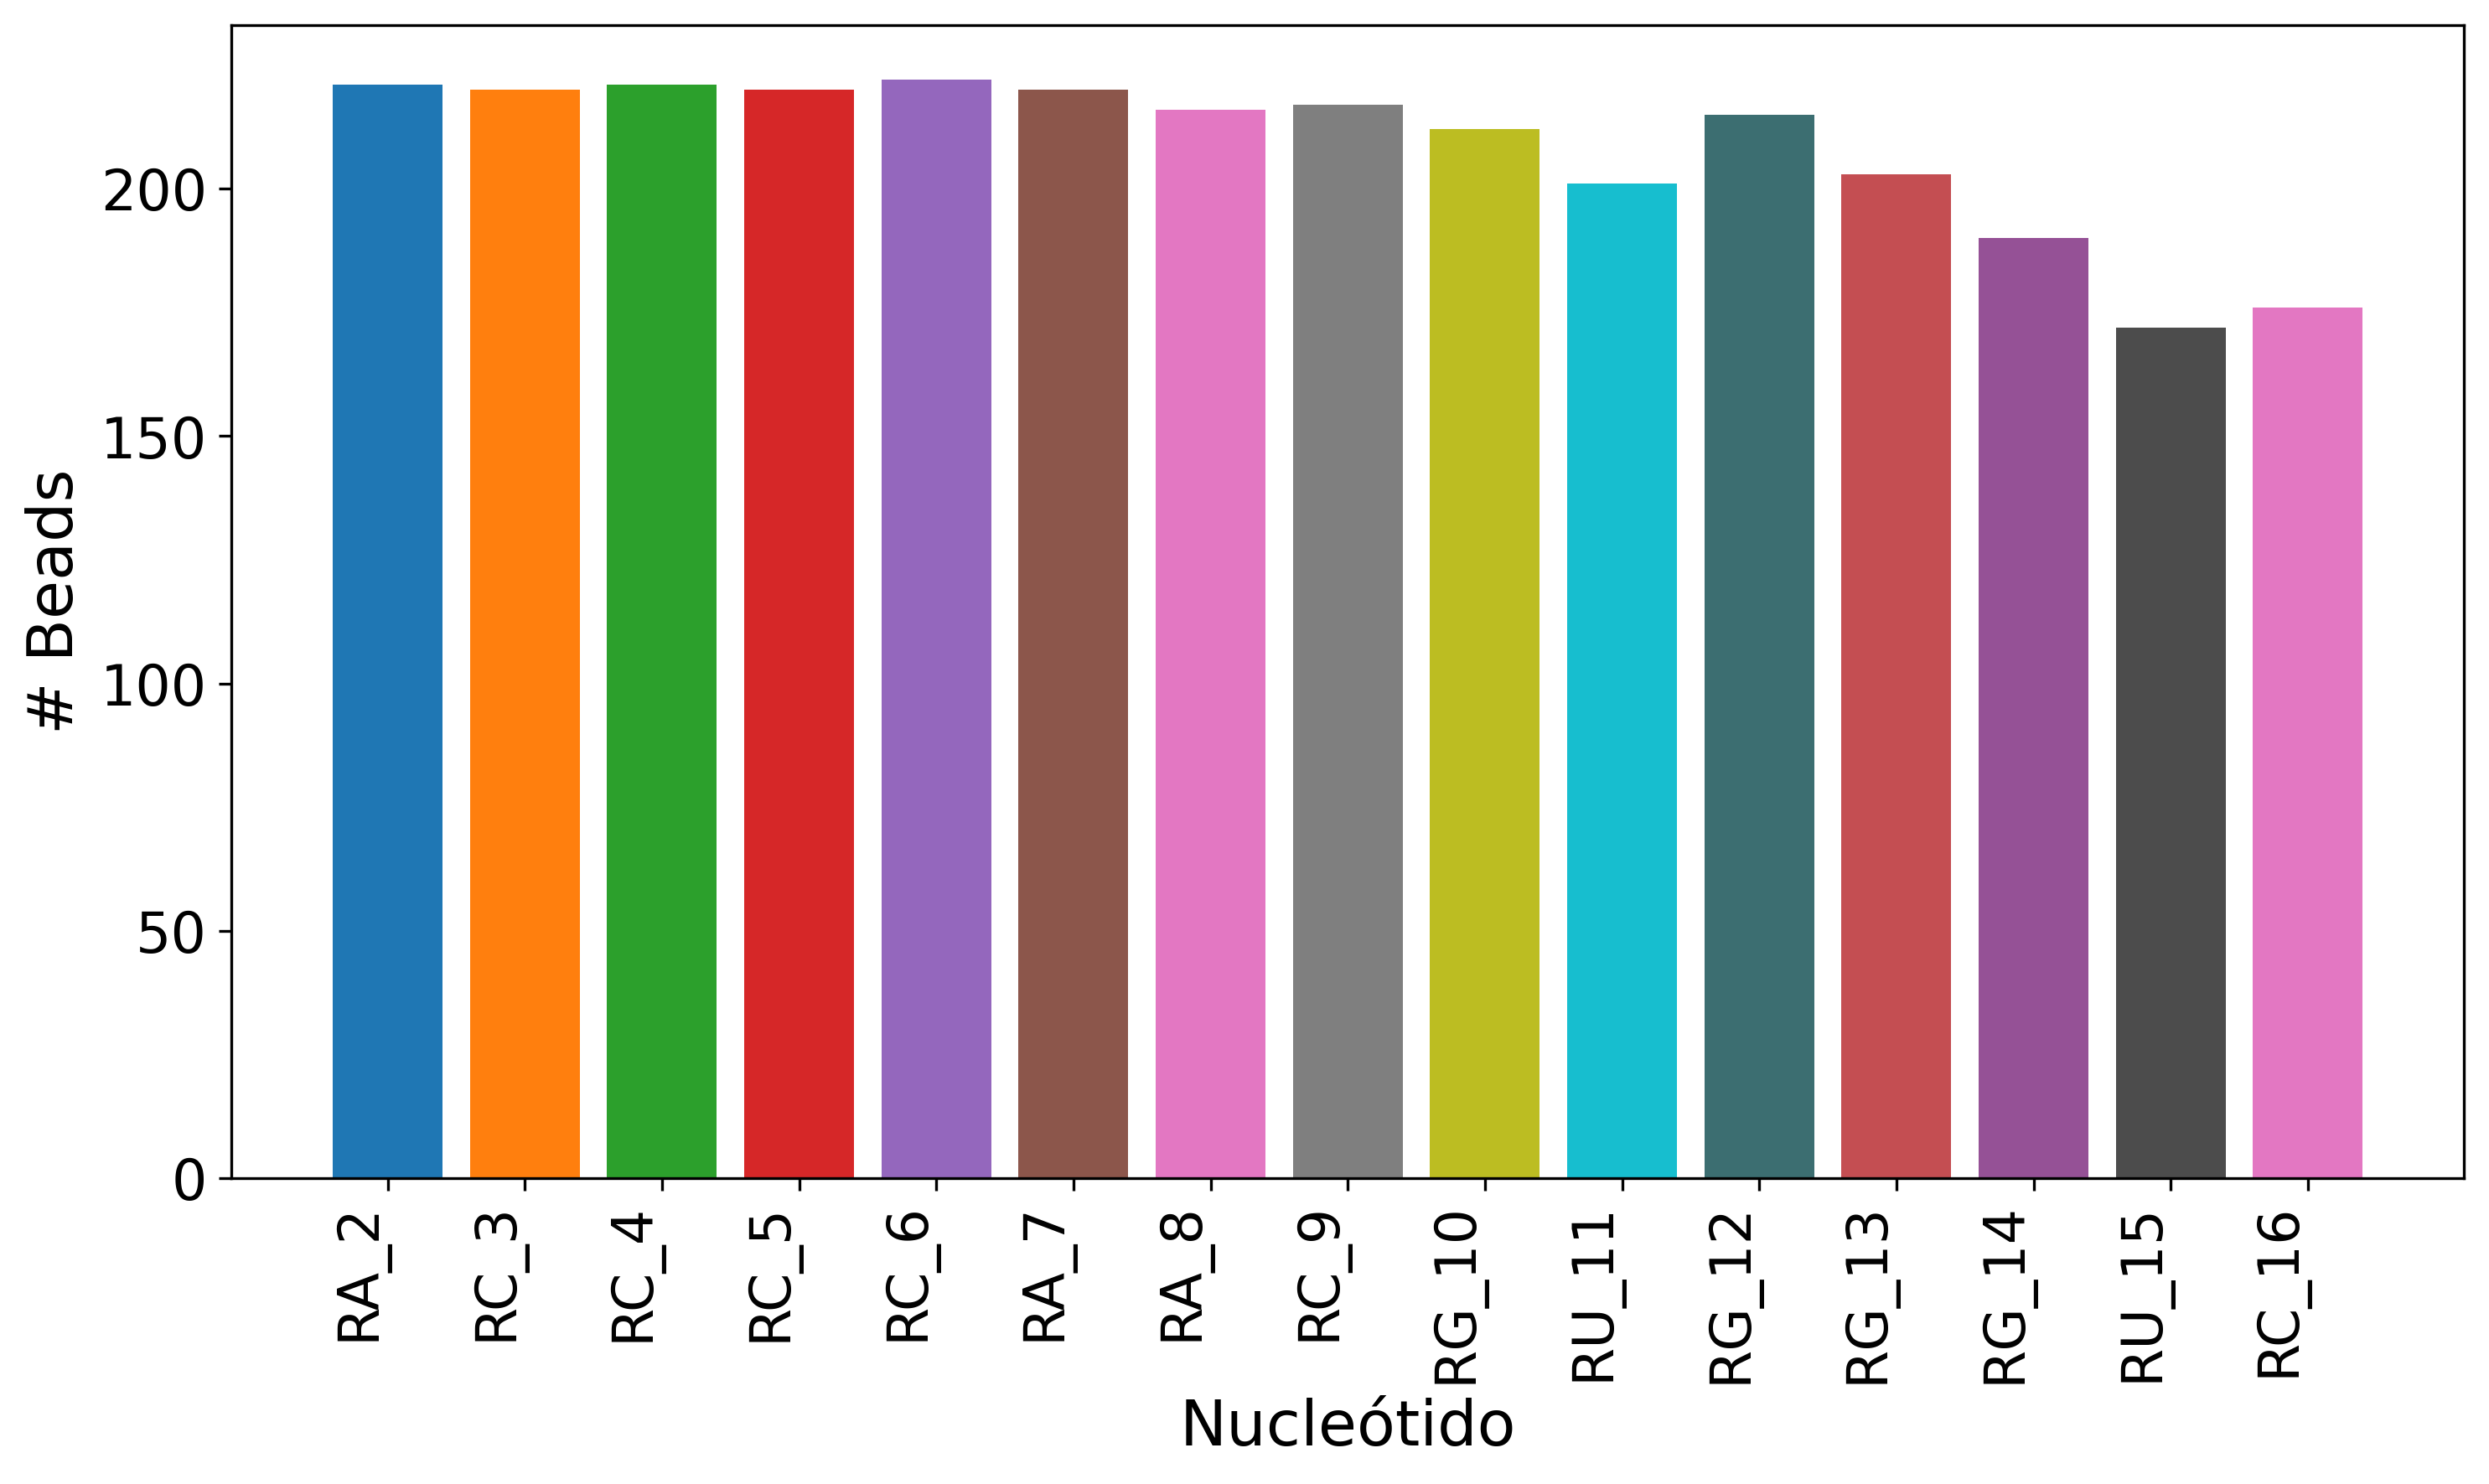 # Beads
200
150
100
50
0
RA_2
RC_3
RC_4
RC_5
RC_6
RA_7
RA_8
RC_9
RG_10
RU_11
RG_12
RG_13
RG_14
RU_15
RC_16
Nucleótido